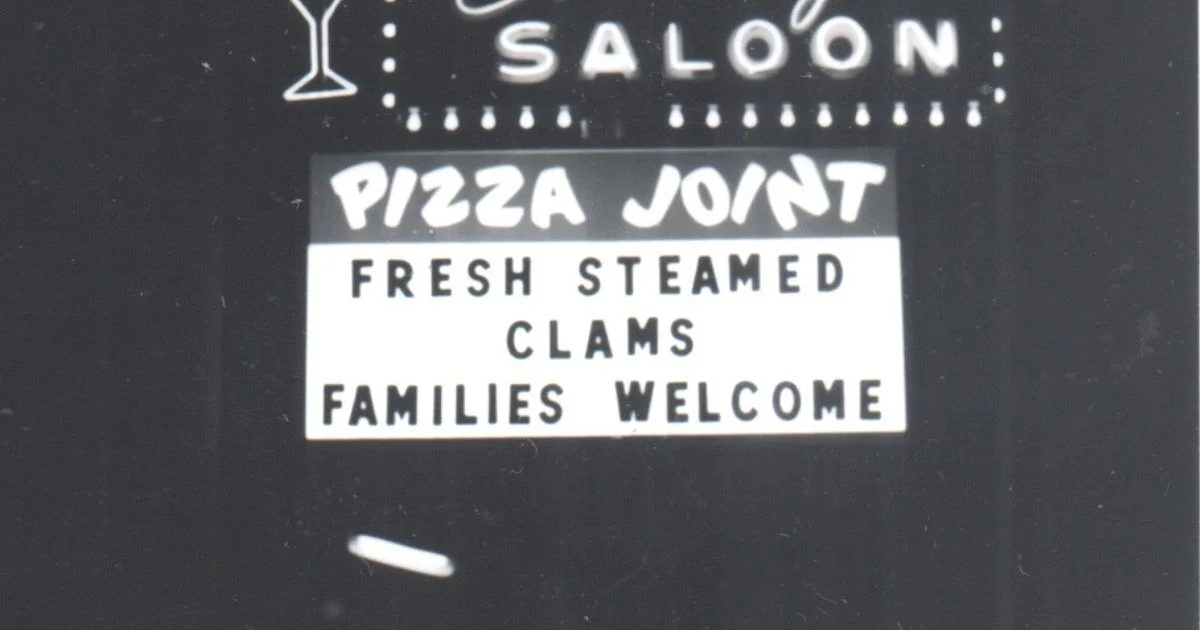 SALOON
PIZZA JOINT
FRESH STEAMED
CLAMS
FAMILIES WELCOME